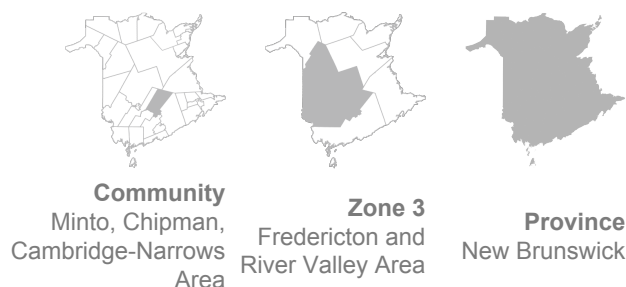 Community
Minto, Chipman,
Cambridge-Narrows
Area
Zone 3
Fredericton and
River Valley Area
Province
New Brunswick